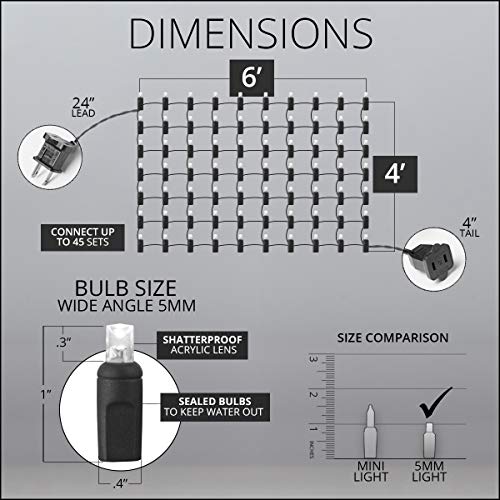 DIMENSIONS
6’
24”
LEAD
4’
CONNECT UP
TO 45 SETS
4”
TAIL
BULB SIZE
WIDE ANGLE 5MM
.3”
SHATTERPROOF
ACRYLIC LENS
1”
SEALED BULBS
TO KEEP WATER OUT
.4”
SIZE COMPARISON
3
2
1
INCHES
MINI
LIGHT
5MM
LIGHT